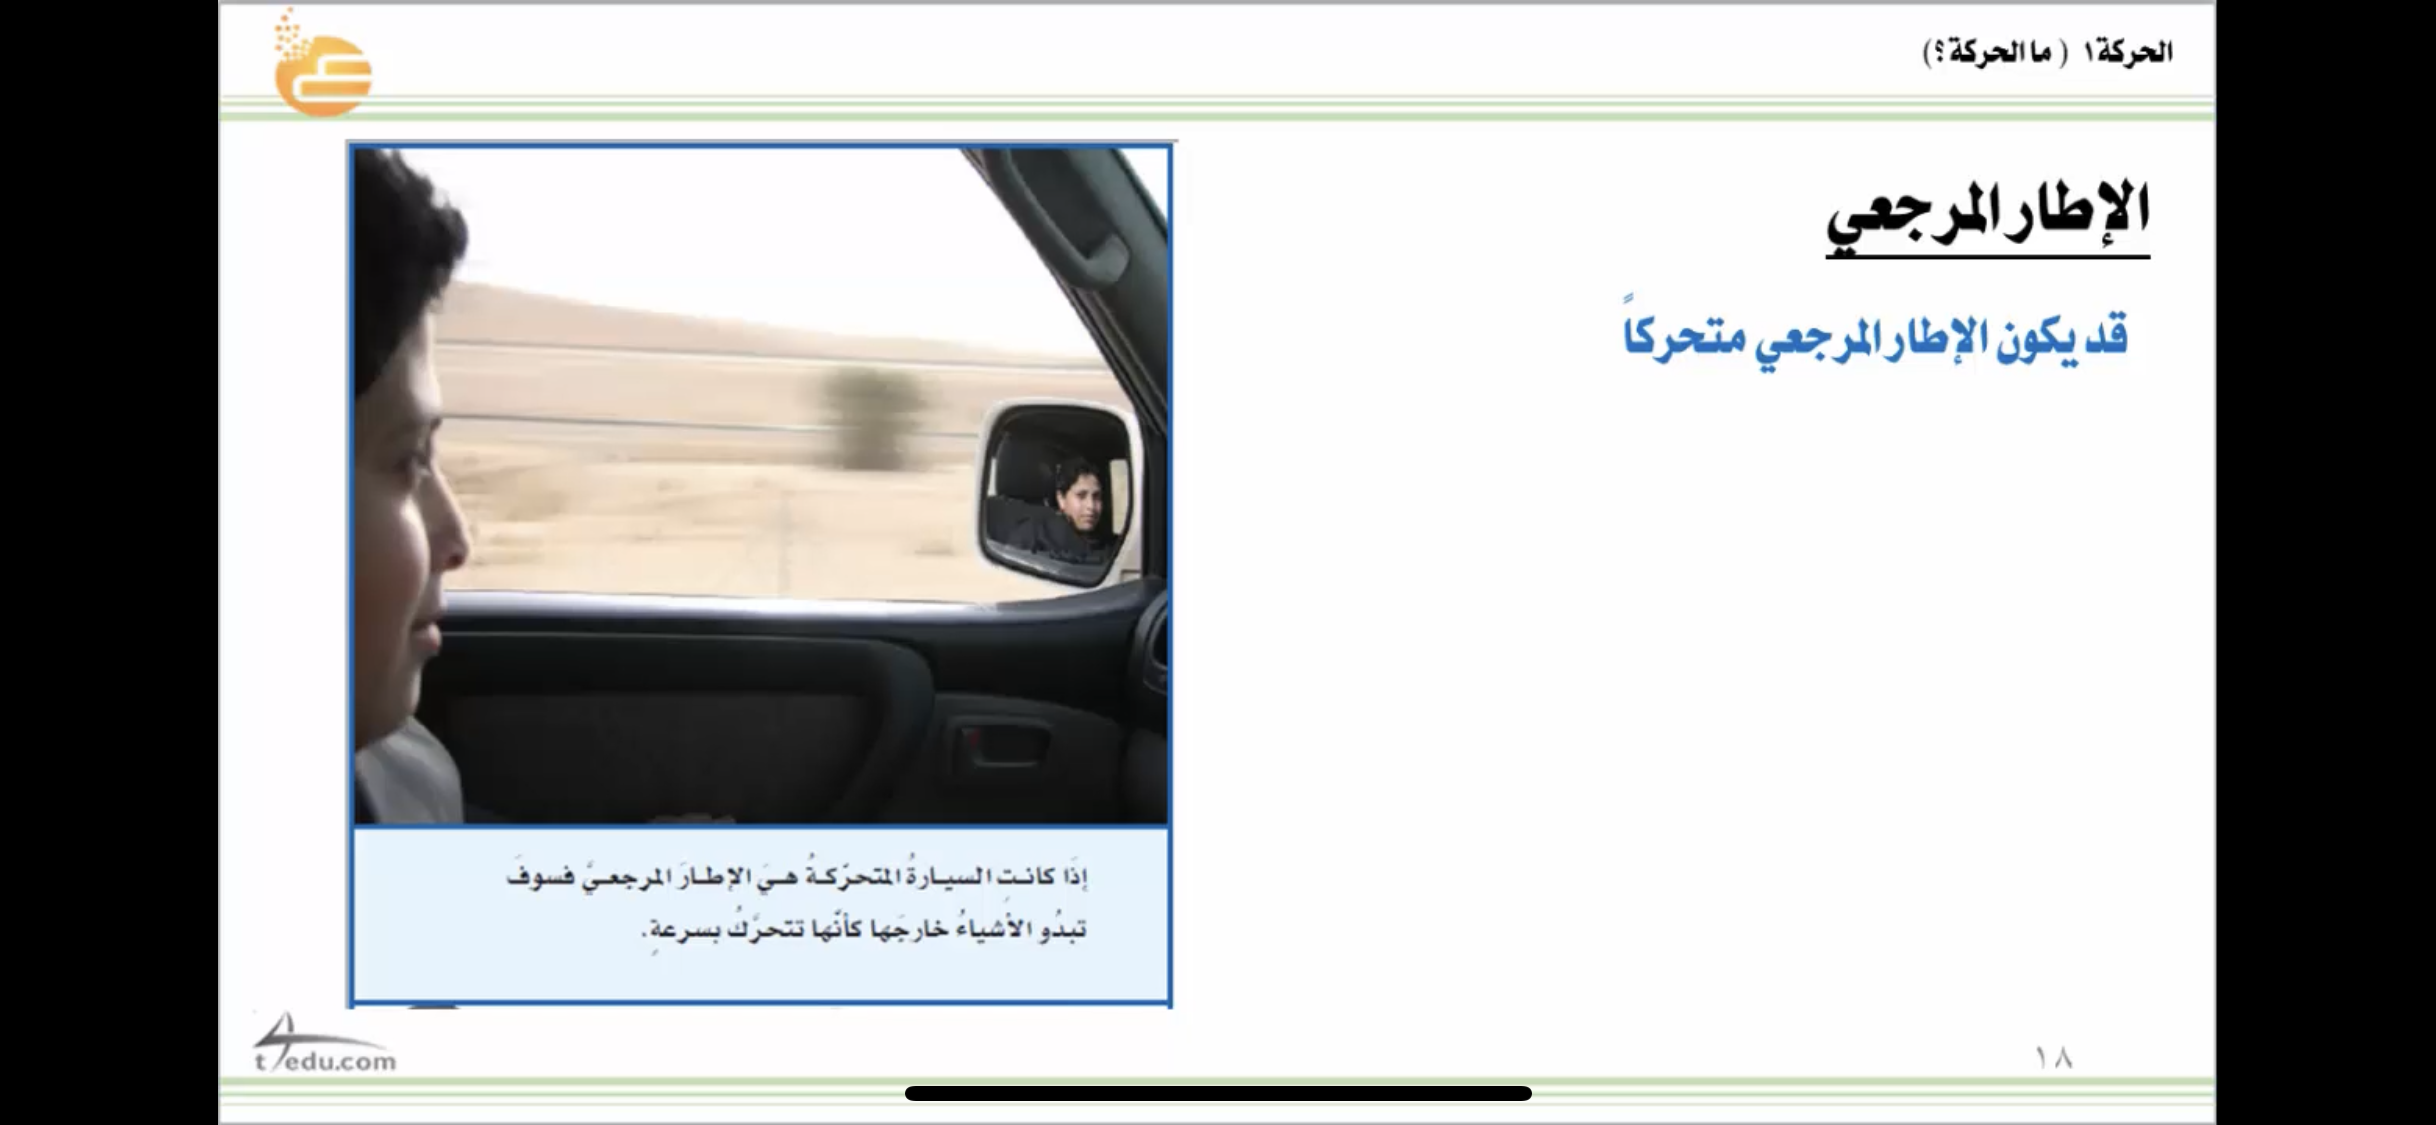 الحركة١ ( ما الحركة؟)
الإطار المرجعي
قد يكون الإطار المرجعي متحركاً
إذَا كانتِ السيارةُ المتحرّكةُ هيَ الإطارَ المرجعيَّ فسوفَ
تبدُو الأشياءُ خارجَها كأنّها تتحرَّكُ بسرعةٍ.
t4edu.com
١٨